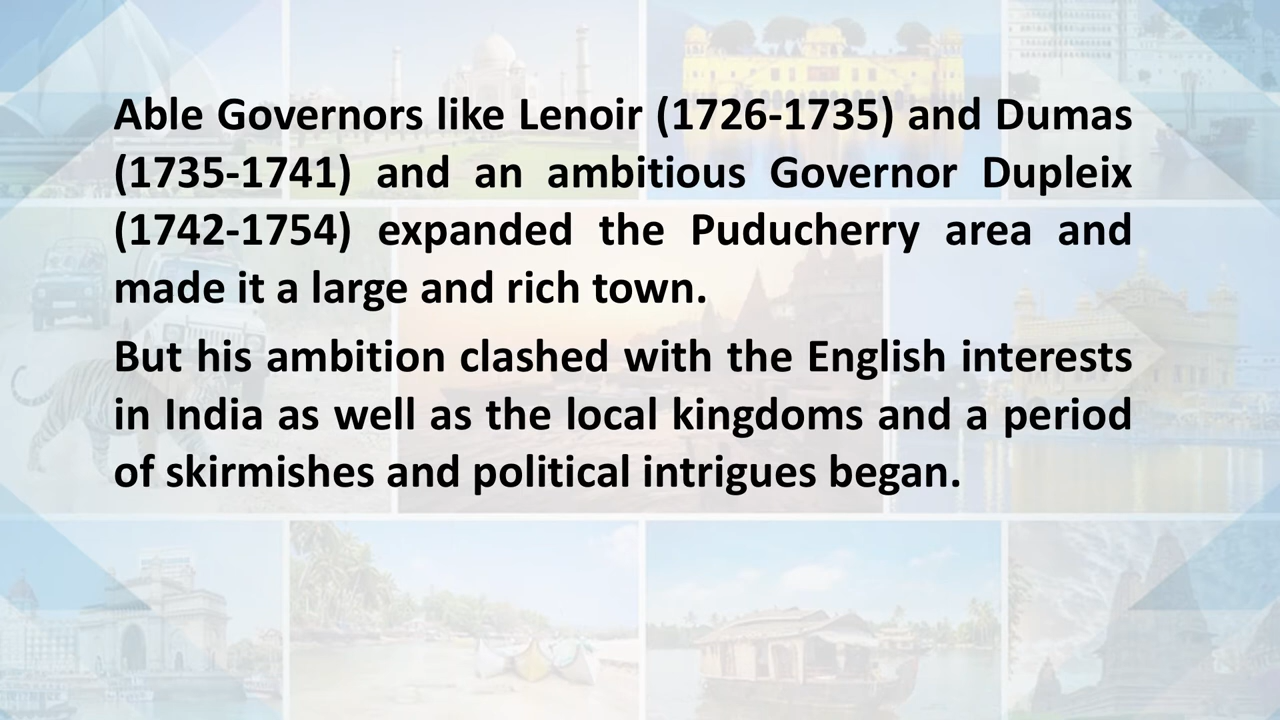 Able Governors like Lenoir (1726-1735) and Dumas
(1735-1741) and an ambitious Governor Dupleix
(1742-1754) expanded the Puducherry area and
made it a large and rich town.
But his ambition clashed with the English interests
in India as well as the local kingdoms and a period
of skirmishes and political intrigues began.